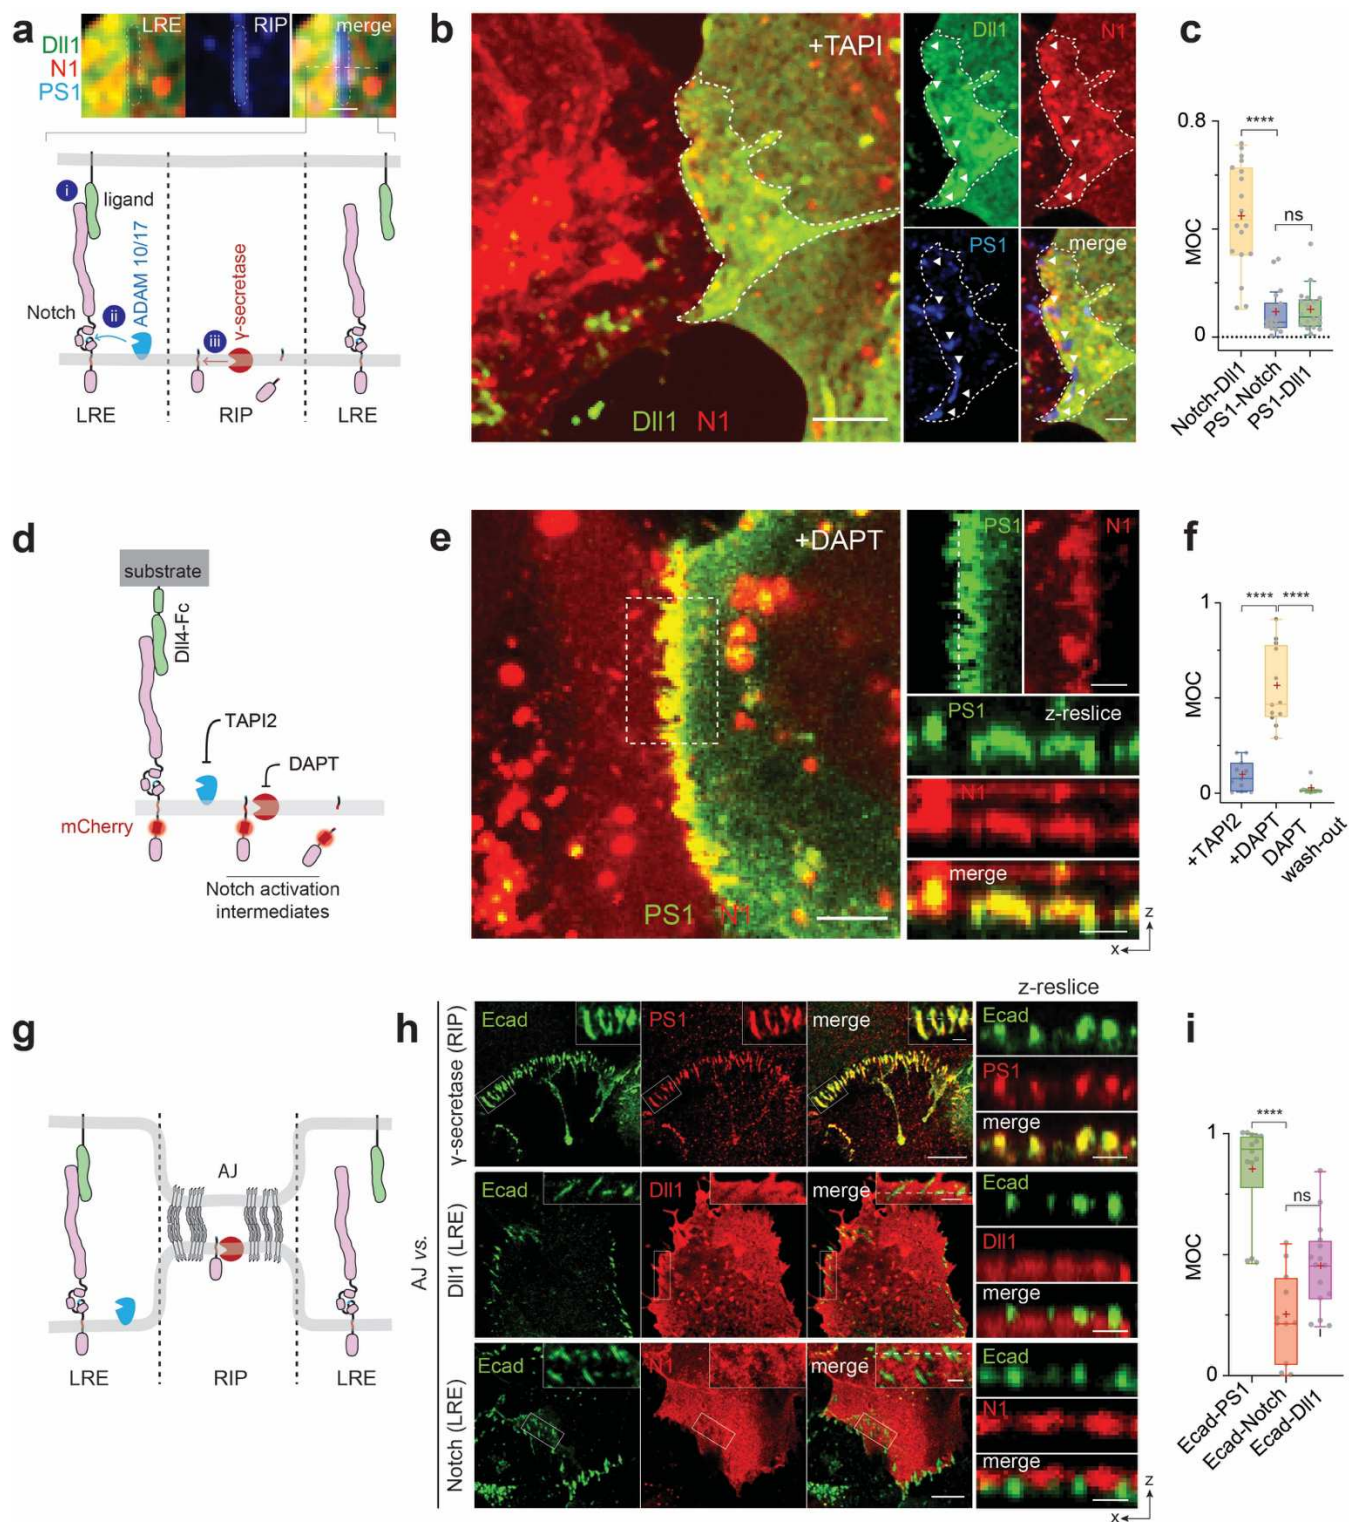 a
LRE
RIP
merge
Dll1
N1
PS1
i
ligand
ADAM 10/17
γ-secretase
Notch
ii
iii
LRE
RIP
LRE
b
+TAPI
Dll1 N1
Dll1
N1
PS1
merge
c
0.8
MOC
0
****
ns
Notch-Dll1
PS1-Notch
PS1-Dll1
d
substrate
Dll4-Fc
TAPI2
DAPT
mCherry
Notch activation
intermediates
e
+DAPT
PS1 N1
PS1
N1
PS1
z-reslice
N1
merge
z
x
f
1
MOC
0
**** ****
+TAPI2
+DAPT
DAPT
wash-out
g
AJ
LRE
RIP
LRE
h
AJ vs.
γ-secretase (RIP)
Ecad
PS1
merge
z-reslice
Ecad
PS1
merge
Dll1 (LRE)
Ecad
Dll1
merge
Ecad
Dll1
merge
Notch (LRE)
Ecad
N1
merge
Ecad
N1
merge
z
x
i
1
MOC
0
****
ns
Ecad-PS1
Ecad-Notch
Ecad-Dll1